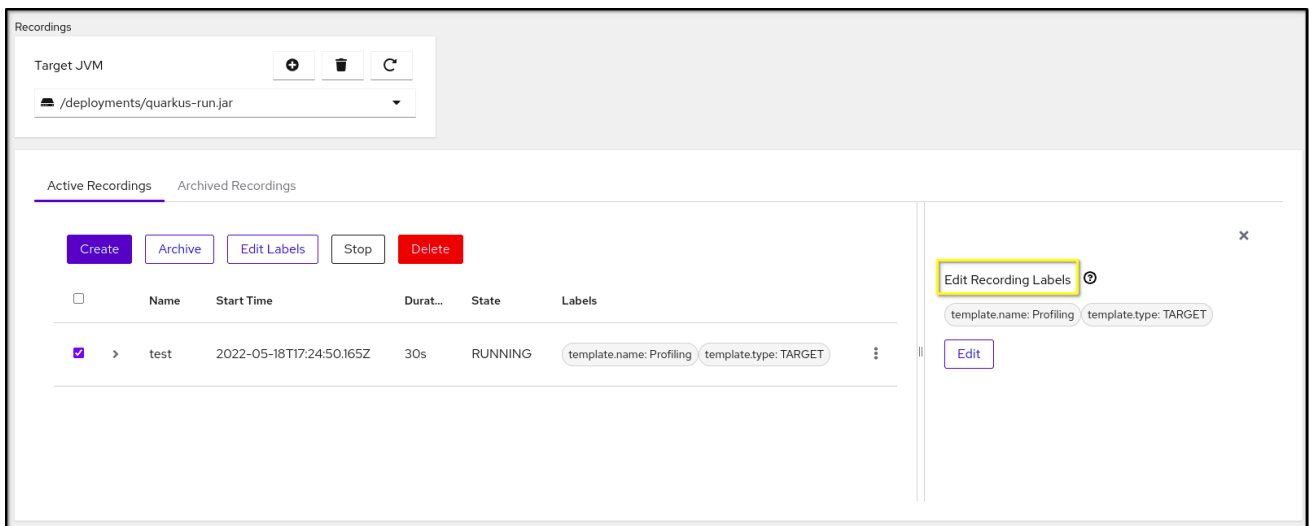 Recordings
Target JVM
/deployments/quarkus-run.jar
Active Recordings Archived Recordings
Create Archive Edit Labels Stop Delete
Name Start Time Durat... State Labels
test 2022-05-18T17:24:50.165Z 30s RUNNING template.name: Profiling template.type: TARGET
Edit Recording Labels
template.name: Profiling template.type: TARGET
Edit